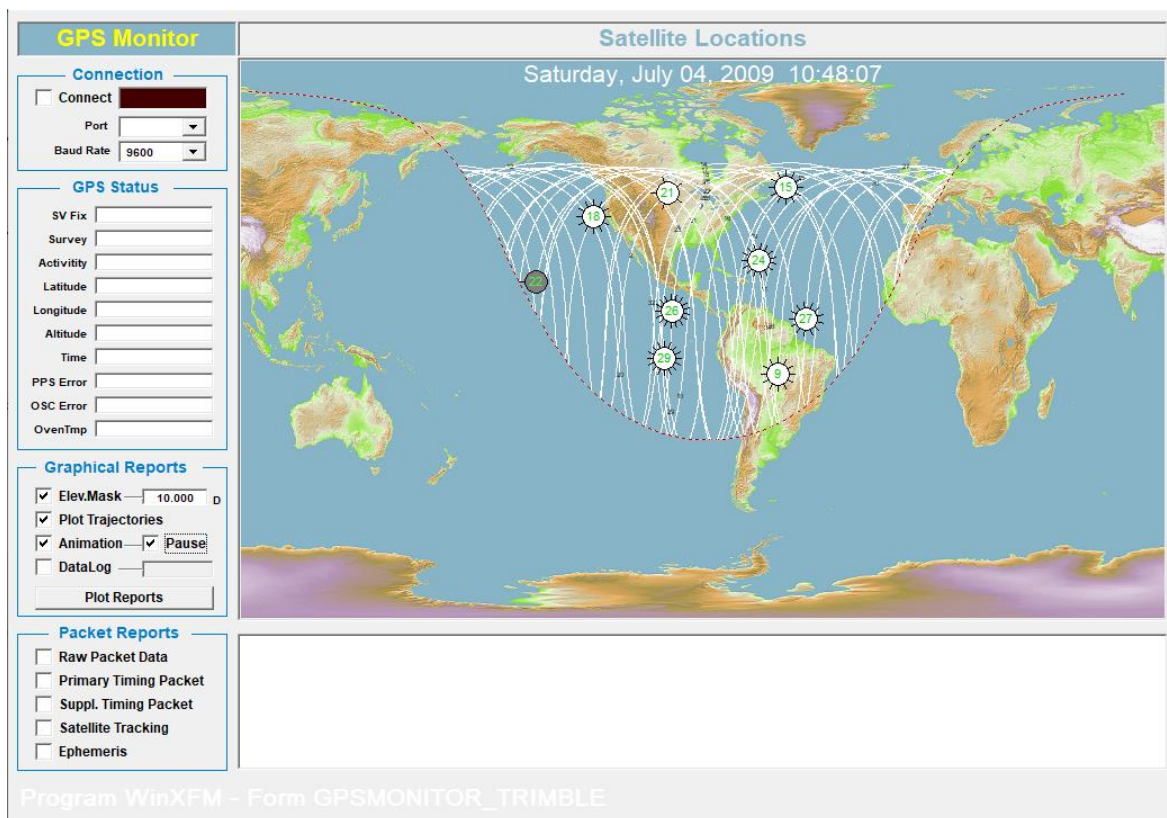 GPS Monitor
Satellite Locations
Connection
Connect
Port
Baud Rate 9600
GPS Status
SV Fix
Survey
Activitity
Latitude
Longitude
Altitude
Time
PPS Error
OSC Error
OvenTmp
Graphical Reports
Elev.Mask 10.000 D
Plot Trajectories
Animation Pause
DataLog
Plot Reports
Packet Reports
Raw Packet Data
Primary Timing Packet
Suppl. Timing Packet
Satellite Tracking
Ephemeris
Saturday, July 04, 2009 10:48:07
21
15
18
24
22
26
27
29
9
Program WinXFM - Form GPSMONITOR_TRIMBLE